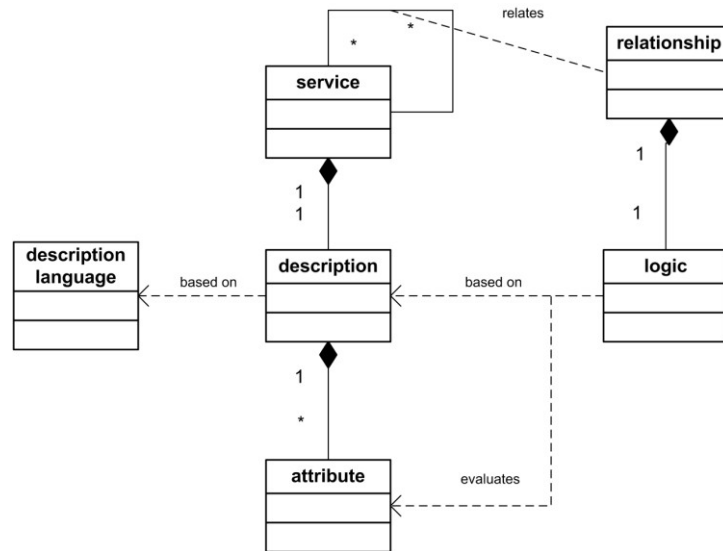 relates
relationship
*
*
service
1
1
1
1
description
language
description
logic
based on
based on
1
*
attribute
evaluates